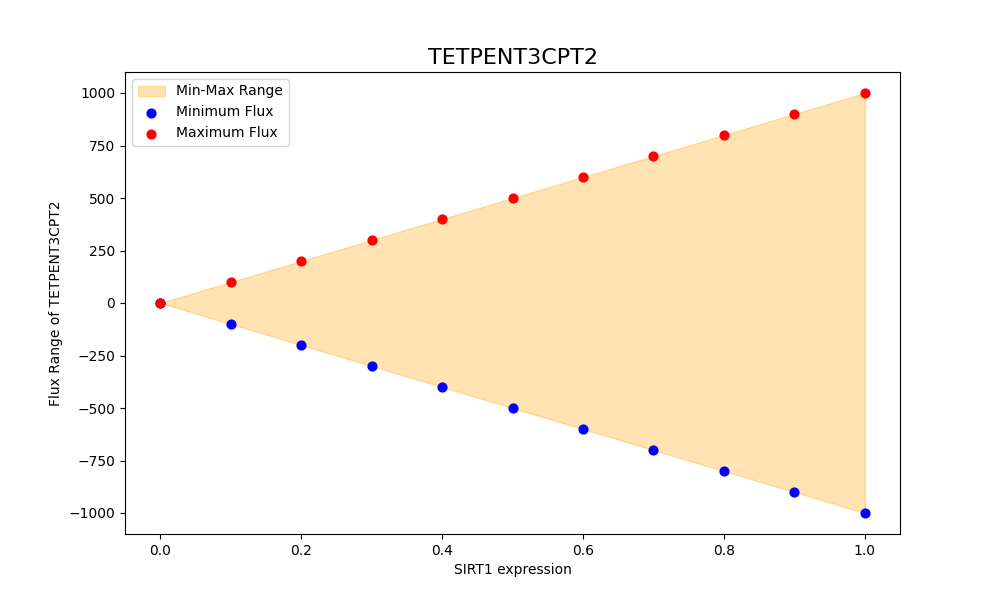 TETPENT3CPT2
Min-Max Range
Minimum Flux
Maximum Flux
1000
750
500
250
0
−250
−500
−750
−1000
Flux Range of TETPENT3CPT2
0.0 0.2 0.4 0.6 0.8 1.0
SIRT1 expression